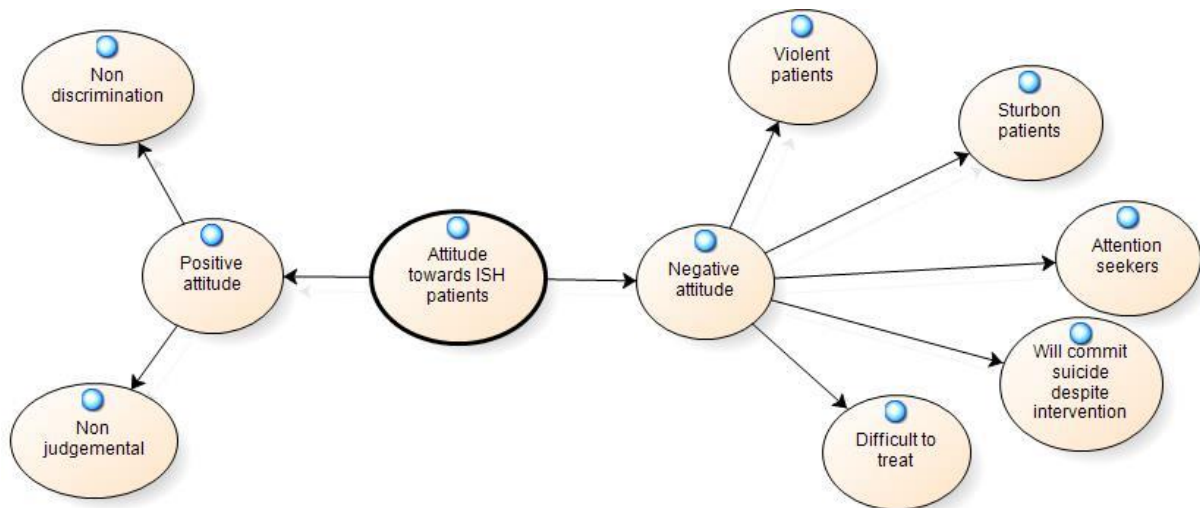 Non
discrimination
Positive
attitude
Non
judgemental
Attitude
towards ISH
patients
Negative
attitude
Violent
patients
Sturbon
patients
Attention
seekers
Will commit
suicide
despite
intervention
Difficult to
treat